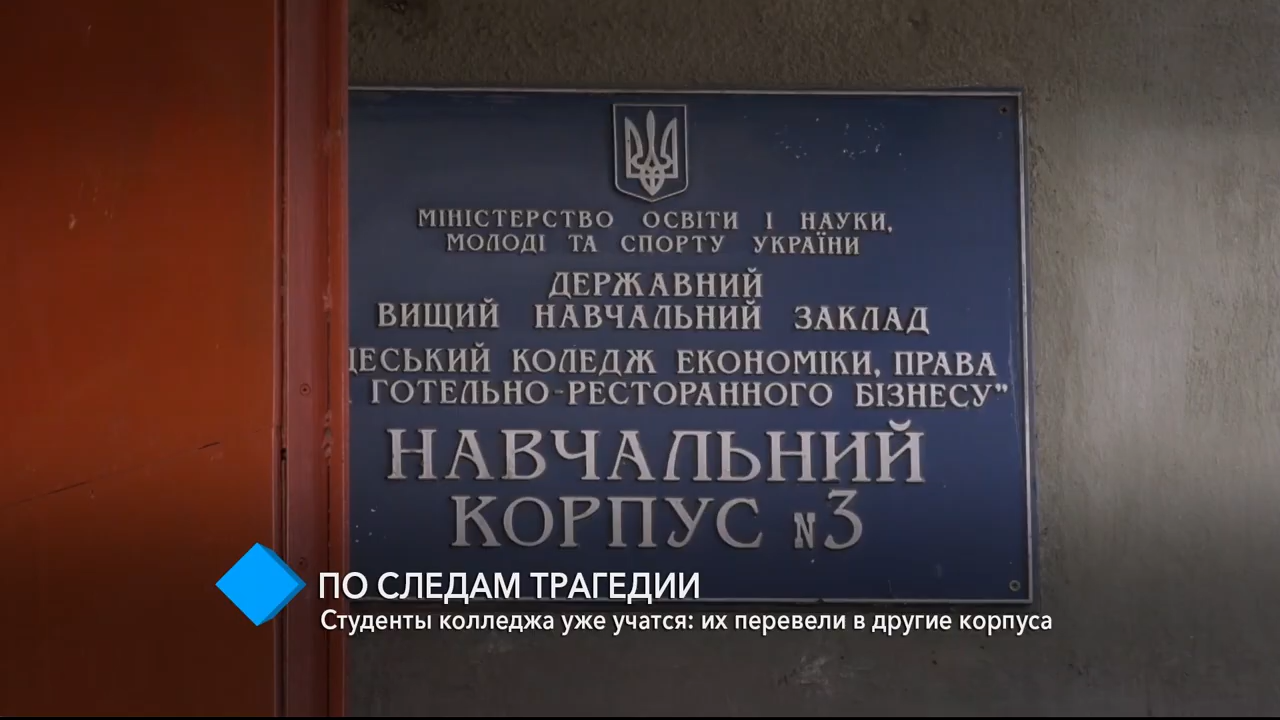 МІНІСТЕРСТВО ОСВІТИ І НАУКИ,
МОЛОДІ ТА СПОРТУ УКРАЇНИ
ДЕРЖАВНИЙ
ВИЩИЙ НАВЧАЛЬНИЙ ЗАКЛАД
ДЕСЬКИЙ КОЛЕДЖ ЕКОНОМІКИ, ПРАВА
ГОТЕЛЬНО-РЕСТОРАННОГО БІЗНЕСУ"
НАВЧАЛЬНИЙ
КОРПУС №3
ПО СЛЕДАМ ТРАГЕДИИ
Студенты колледжа уже учатся: их перевели в другие корпуса